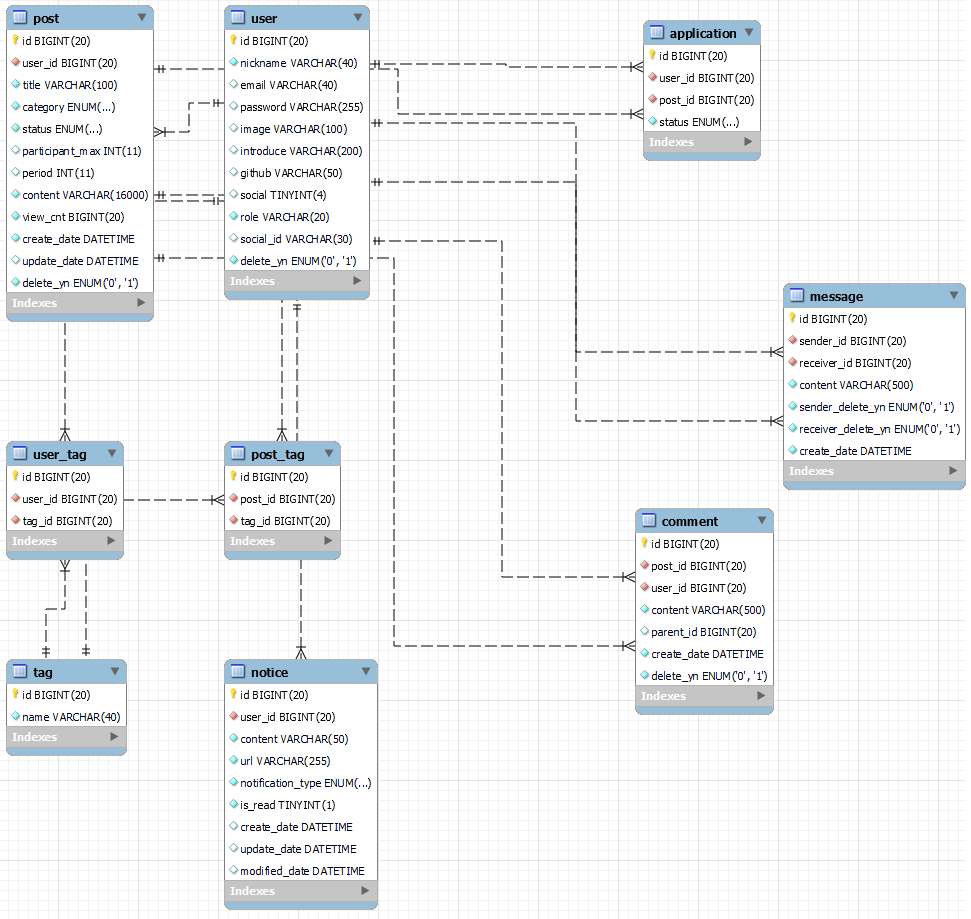 post
id BIGINT(20)
user_id BIGINT(20)
title VARCHAR(100)
category ENUM(...)
status ENUM(...)
participant_max INT(11)
period INT(11)
content VARCHAR(16000)
view_cnt BIGINT(20)
create_date DATETIME
update_date DATETIME
delete_yn ENUM('0', '1')
Indexes
user
id BIGINT(20)
nickname VARCHAR(40)
email VARCHAR(40)
password VARCHAR(255)
image VARCHAR(100)
introduce VARCHAR(200)
github VARCHAR(50)
social TINYINT(4)
role VARCHAR(20)
social_id VARCHAR(30)
delete_yn ENUM('0', '1')
Indexes
application
id BIGINT(20)
user_id BIGINT(20)
post_id BIGINT(20)
status ENUM(...)
Indexes
message
id BIGINT(20)
sender_id BIGINT(20)
receiver_id BIGINT(20)
content VARCHAR(500)
sender_delete_yn ENUM('0', '1')
receiver_delete_yn ENUM('0', '1')
create_date DATETIME
Indexes
user_tag
id BIGINT(20)
user_id BIGINT(20)
tag_id BIGINT(20)
Indexes
post_tag
id BIGINT(20)
post_id BIGINT(20)
tag_id BIGINT(20)
Indexes
comment
id BIGINT(20)
post_id BIGINT(20)
user_id BIGINT(20)
content VARCHAR(500)
parent_id BIGINT(20)
create_date DATETIME
delete_yn ENUM('0', '1')
Indexes
tag
id BIGINT(20)
name VARCHAR(40)
Indexes
notice
id BIGINT(20)
user_id BIGINT(20)
content VARCHAR(50)
url VARCHAR(255)
notification_type ENUM(...)
is_read TINYINT(1)
create_date DATETIME
update_date DATETIME
modified_date DATETIME
Indexes